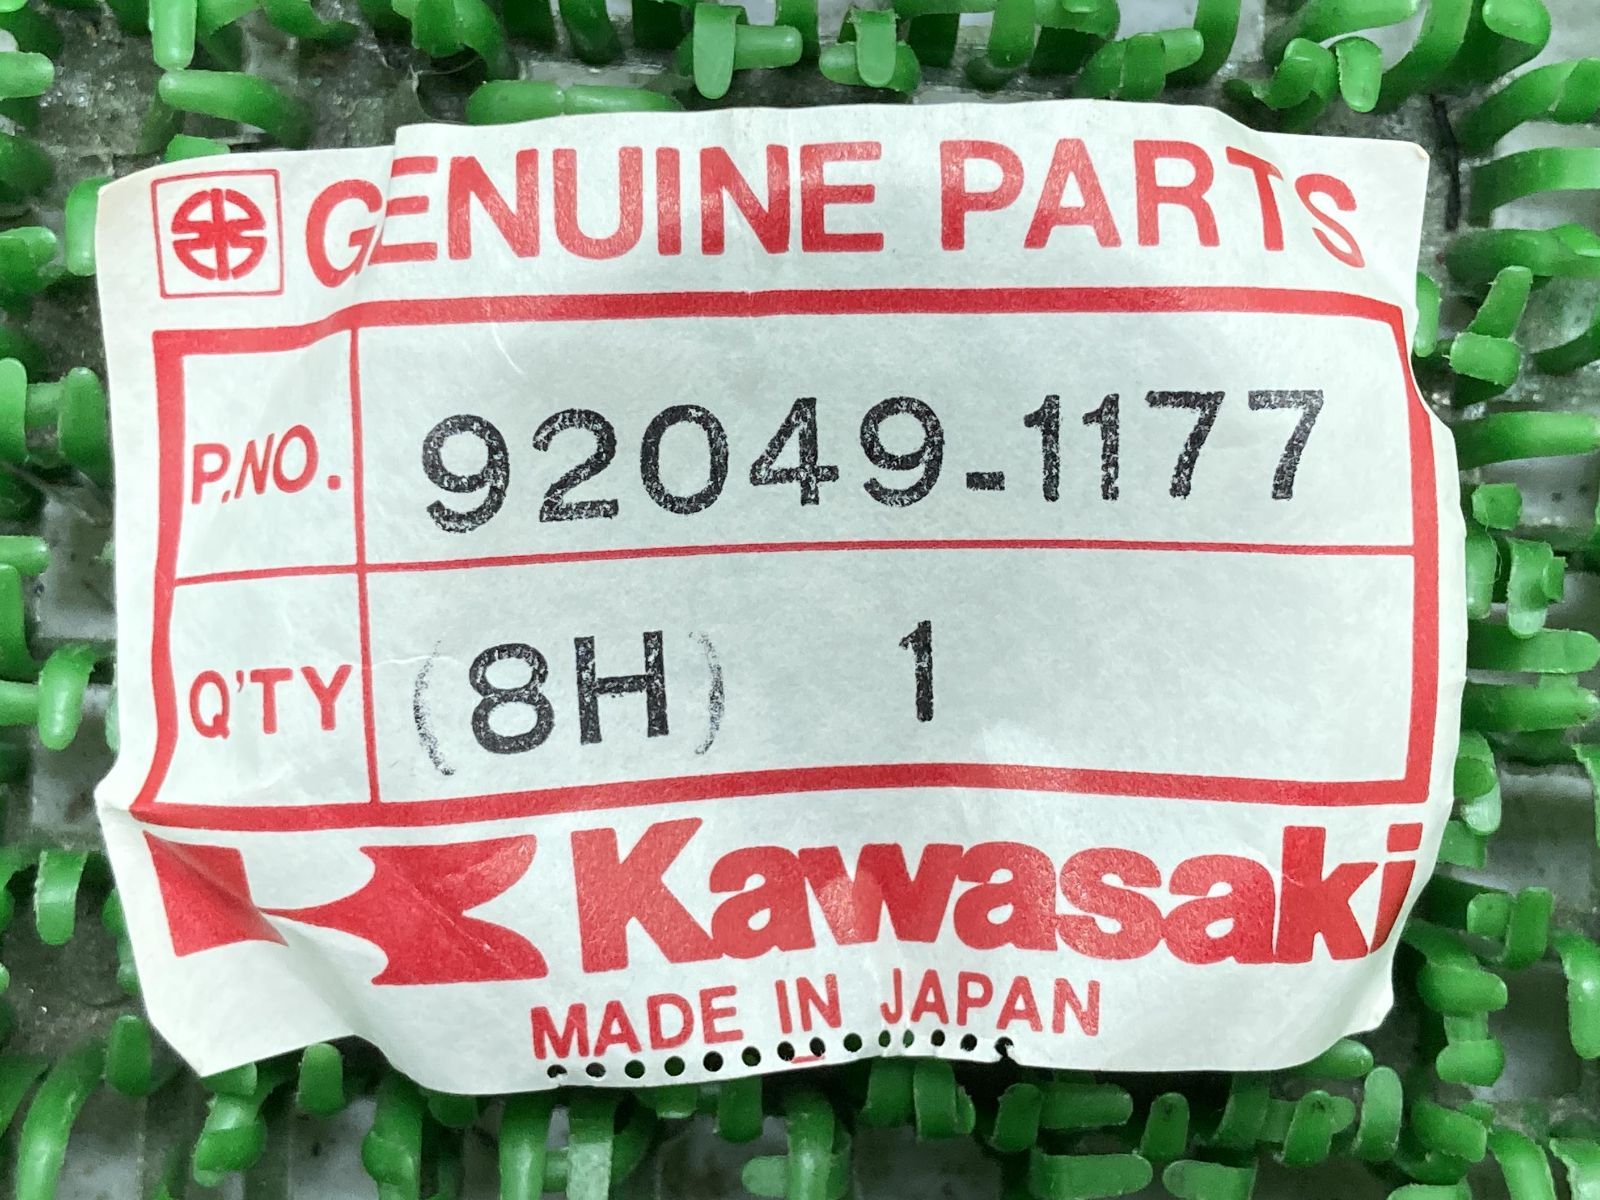 GENUINE PARTS
P.NO. 92049-1177
Q'TY (8H) 1
Kawasaki
MADE IN JAPAN